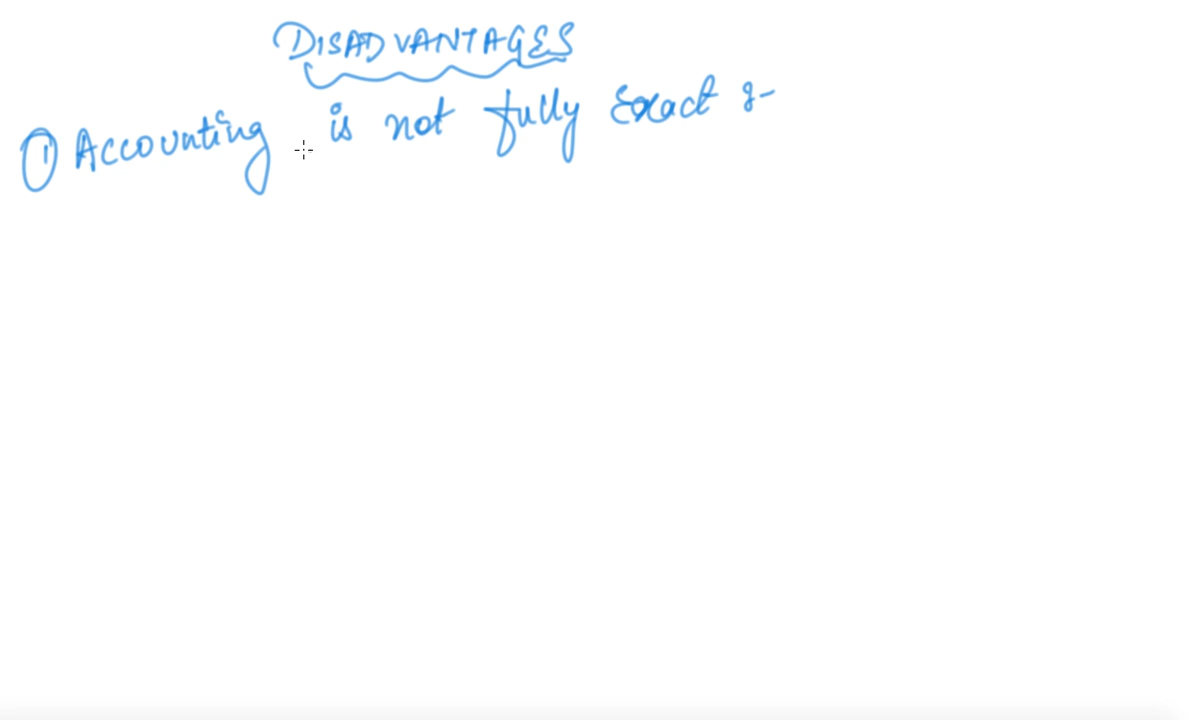 DISADVANTAGES
① Accounting is not fully Exact :-